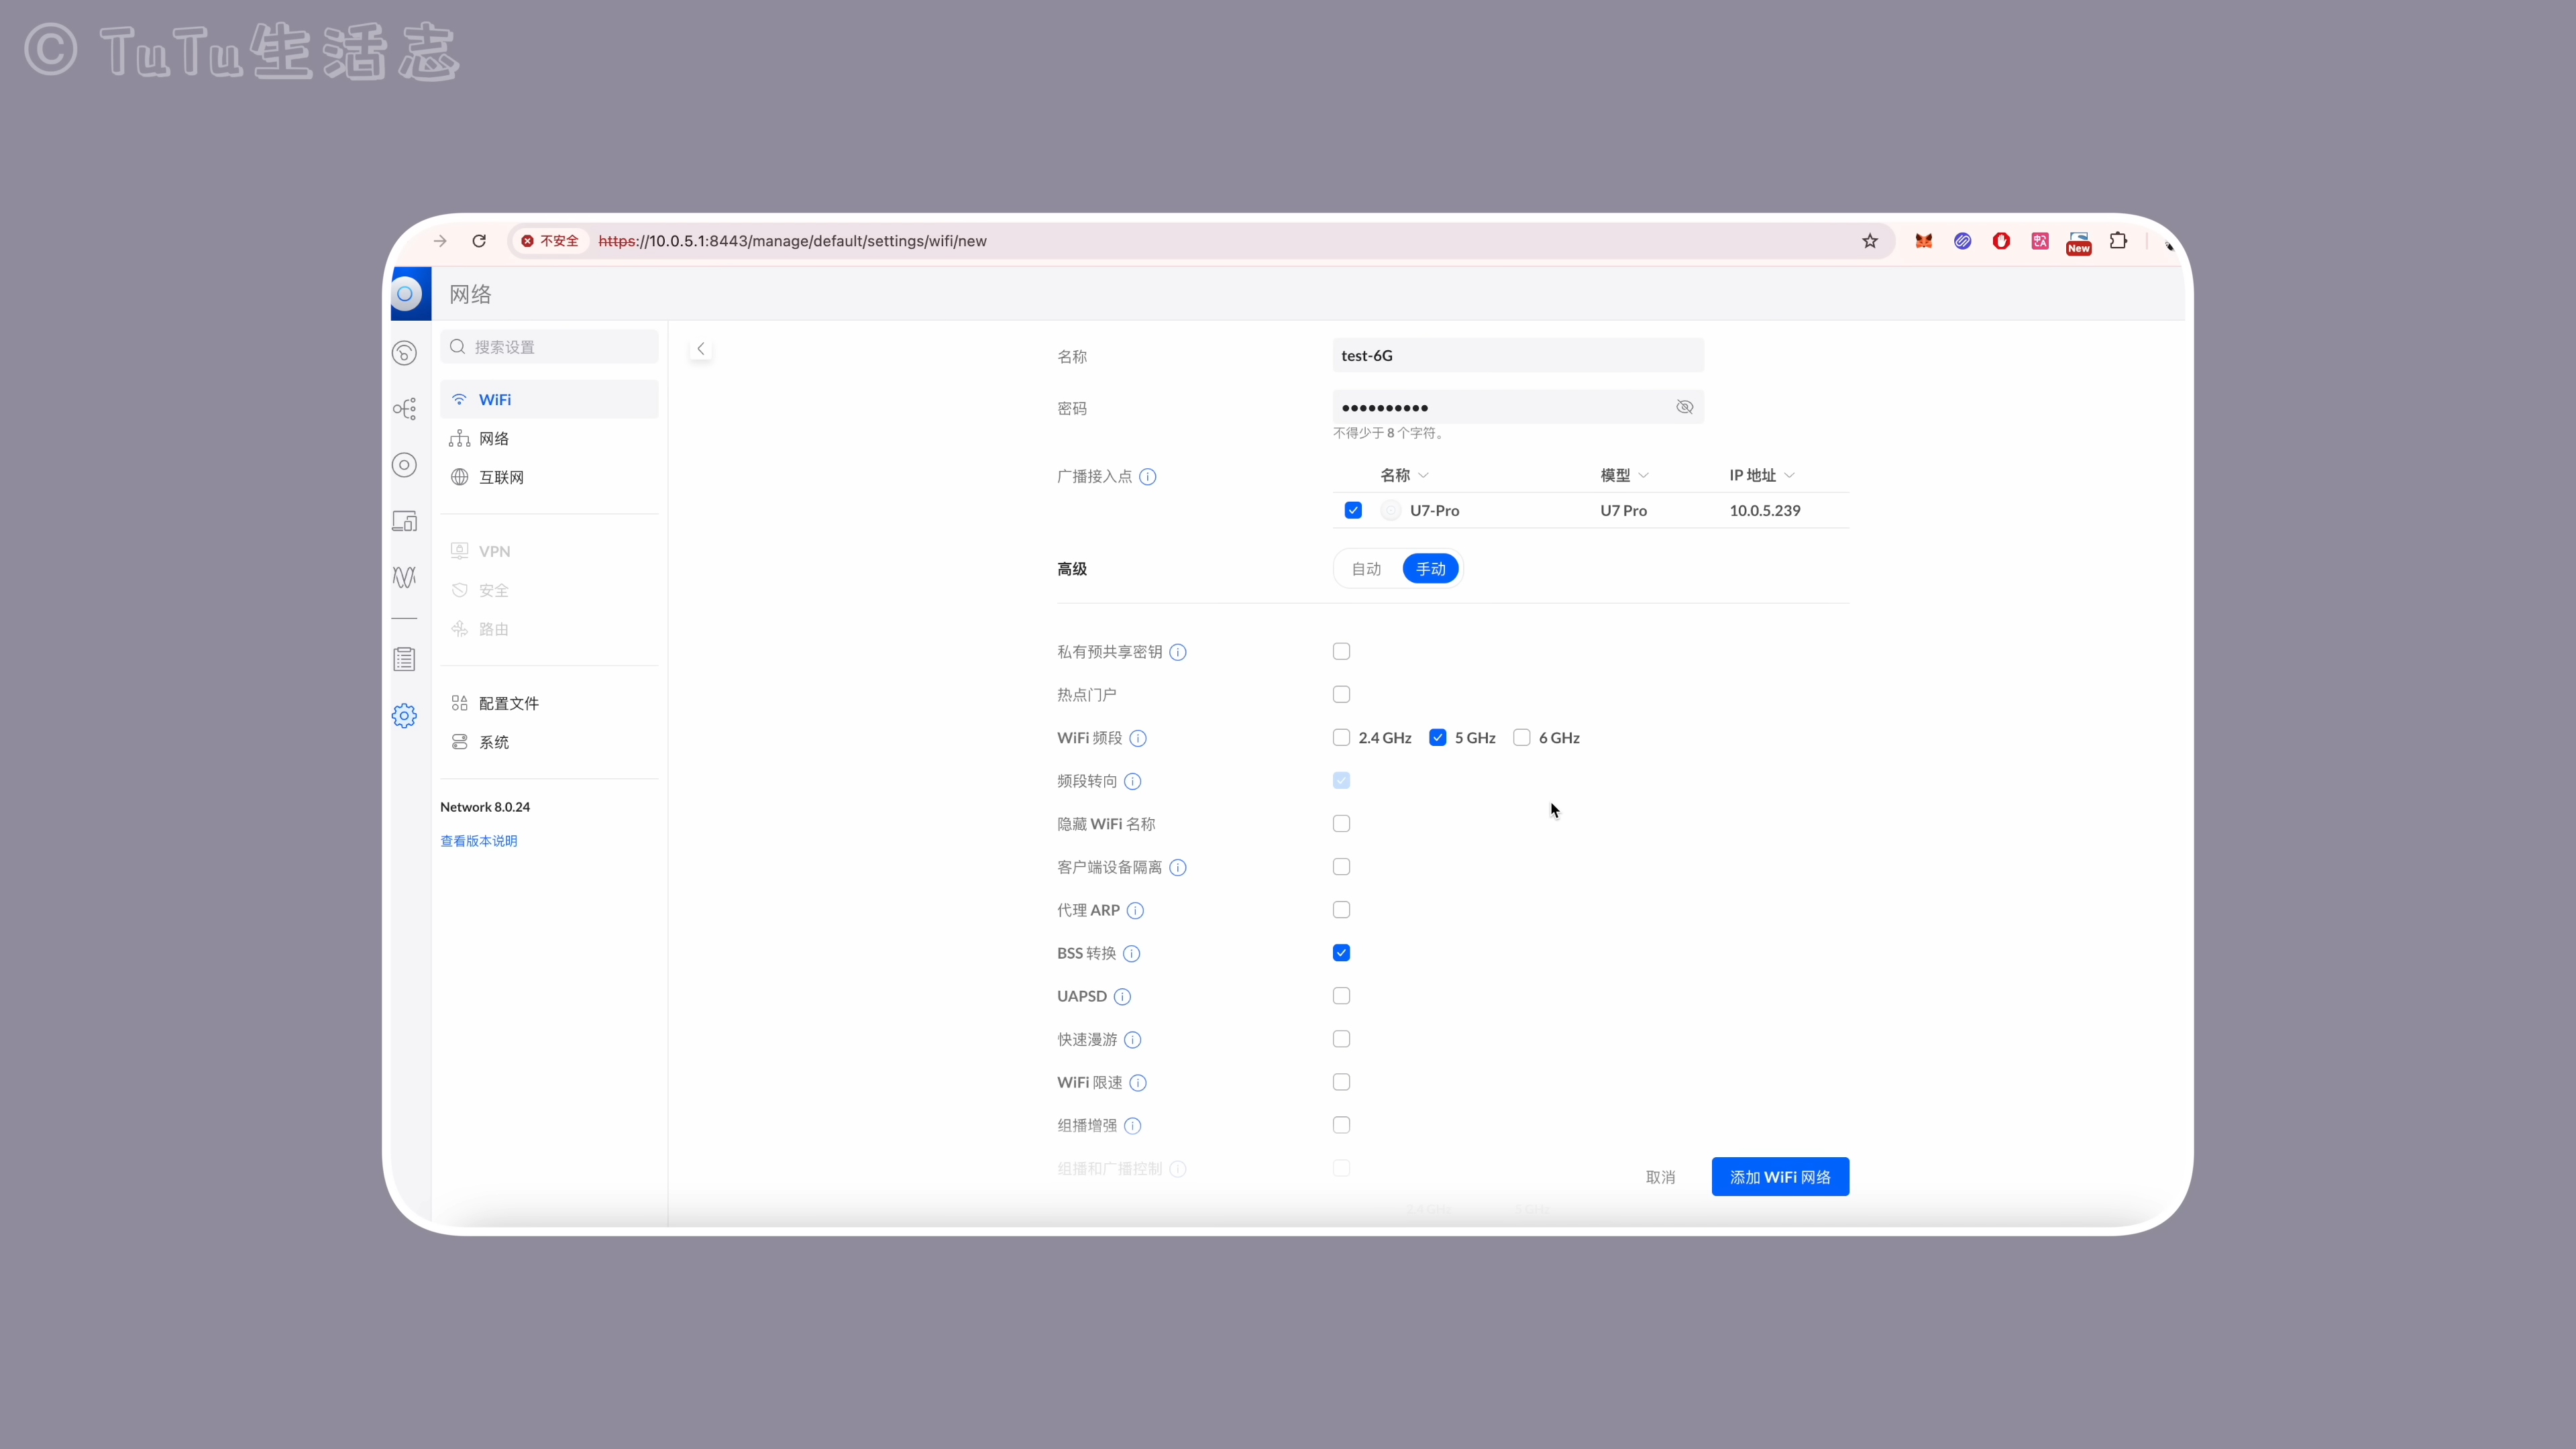 © TuTu生活志
不安全 https://10.0.5.1:8443/manage/default/settings/wifi/new
New
网络
搜索设置
WiFi
网络
互联网
VPN
安全
路由
配置文件
系统
Network 8.0.24
查看版本说明
名称 test-6G
密码 ••••••••••
不得少于 8 个字符。
广播接入点 名称 模型 IP 地址
U7-Pro U7 Pro 10.0.5.239
高级 自动 手动
私有预共享密钥
热点门户
WiFi 频段 2.4 GHz 5 GHz 6 GHz
频段转向
隐藏 WiFi 名称
客户端设备隔离
代理 ARP
BSS 转换
UAPSD
快速漫游
WiFi 限速
组播增强
组播和广播控制
取消 添加 WiFi 网络
2.4 GHz 5 GHz